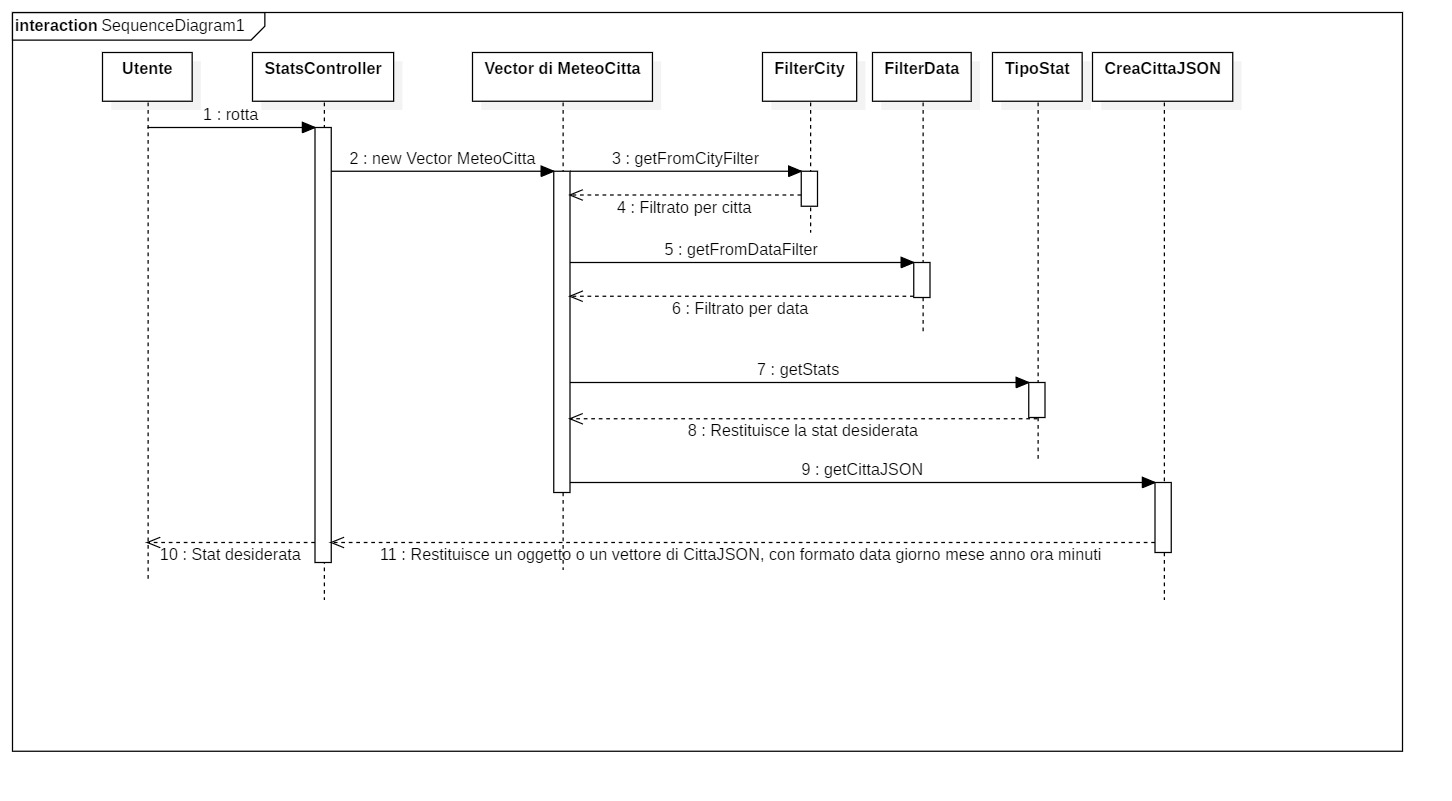 interaction SequenceDiagram1
Utente
StatsController
Vector di MeteoCitta
FilterCity
FilterData
TipoStat
CreaCittaJSON
1 : rotta
2 : new Vector MeteoCitta
3 : getFromCityFilter
4 : Filtrato per citta
5 : getFromDataFilter
6 : Filtrato per data
7 : getStats
8 : Restituisce la stat desiderata
9 : getCittaJSON
10 : Stat desiderata
11 : Restituisce un oggetto o un vettore di CittaJSON, con formato data giorno mese anno ora minuti